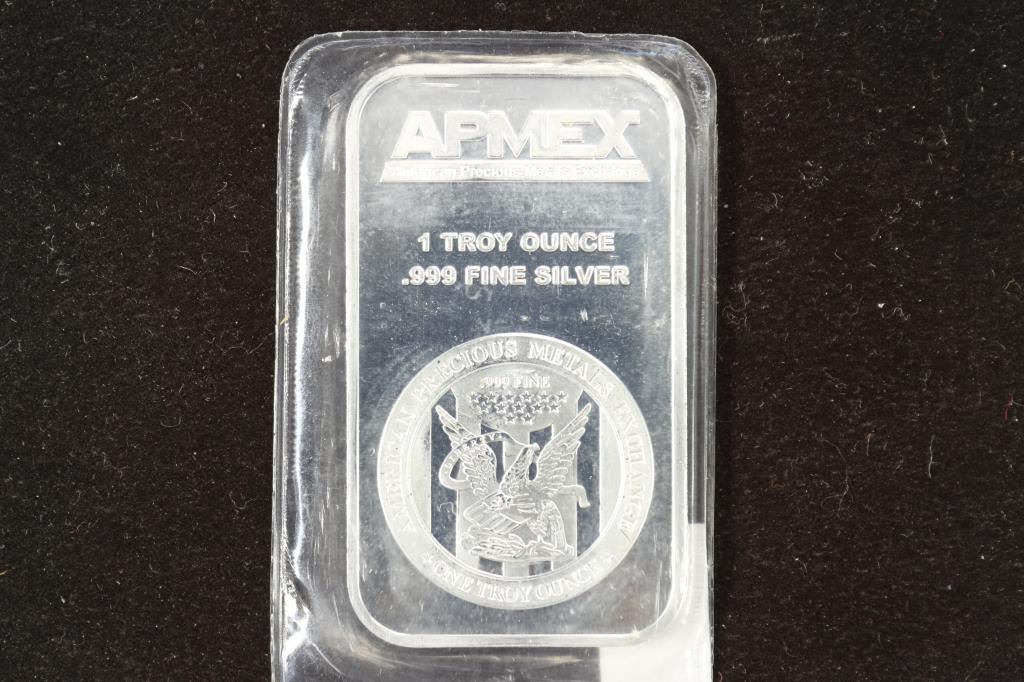 APMEX
American Precious Metals Exchange
1 TROY OUNCE
.999 FINE SILVER
AMERICAN PRECIOUS METALS EXCHANGE
.999 FINE
ONE TROY OUNCE